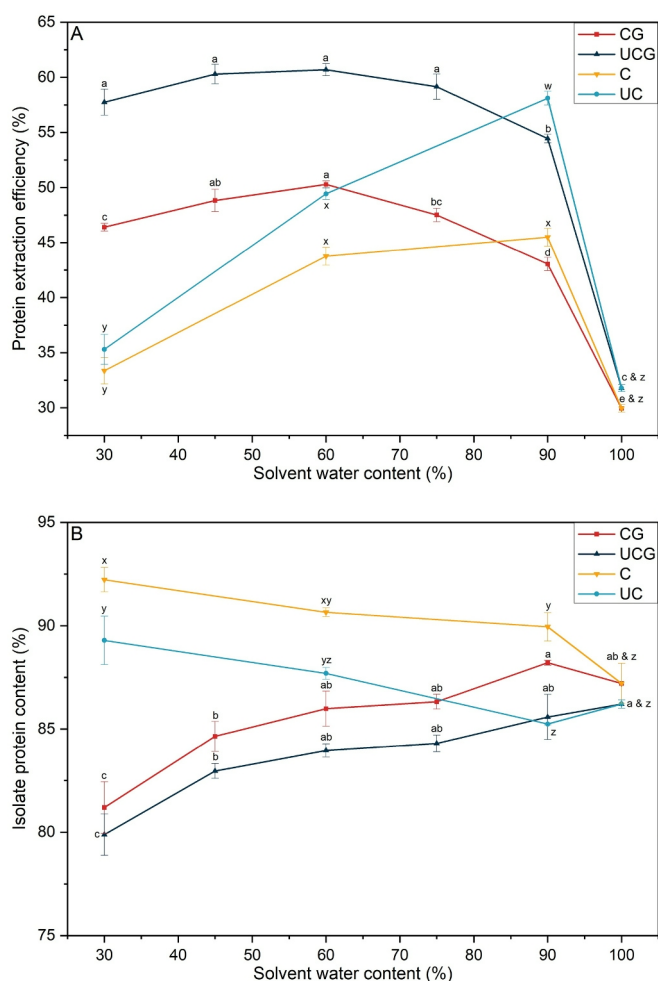 A
CG
UCG
C
UC
65
60
55
50
45
40
35
30
Protein extraction efficiency (%)
a
a
a
a
w
b
c
ab
a
bc
x
x
x
d
y
y
c & z
e & z
30
40
50
60
70
80
90
100
Solvent water content (%)
B
CG
UCG
C
UC
95
90
85
80
75
Isolate protein content (%)
x
xy
y
y
yz
a
ab & z
b
ab
ab
ab
a & z
b
ab
ab
z
c
c
30
40
50
60
70
80
90
100
Solvent water content (%)